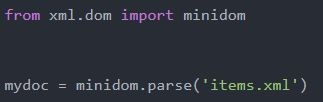 from xml.dom import minidom
mydoc = minidom.parse('items.xml')